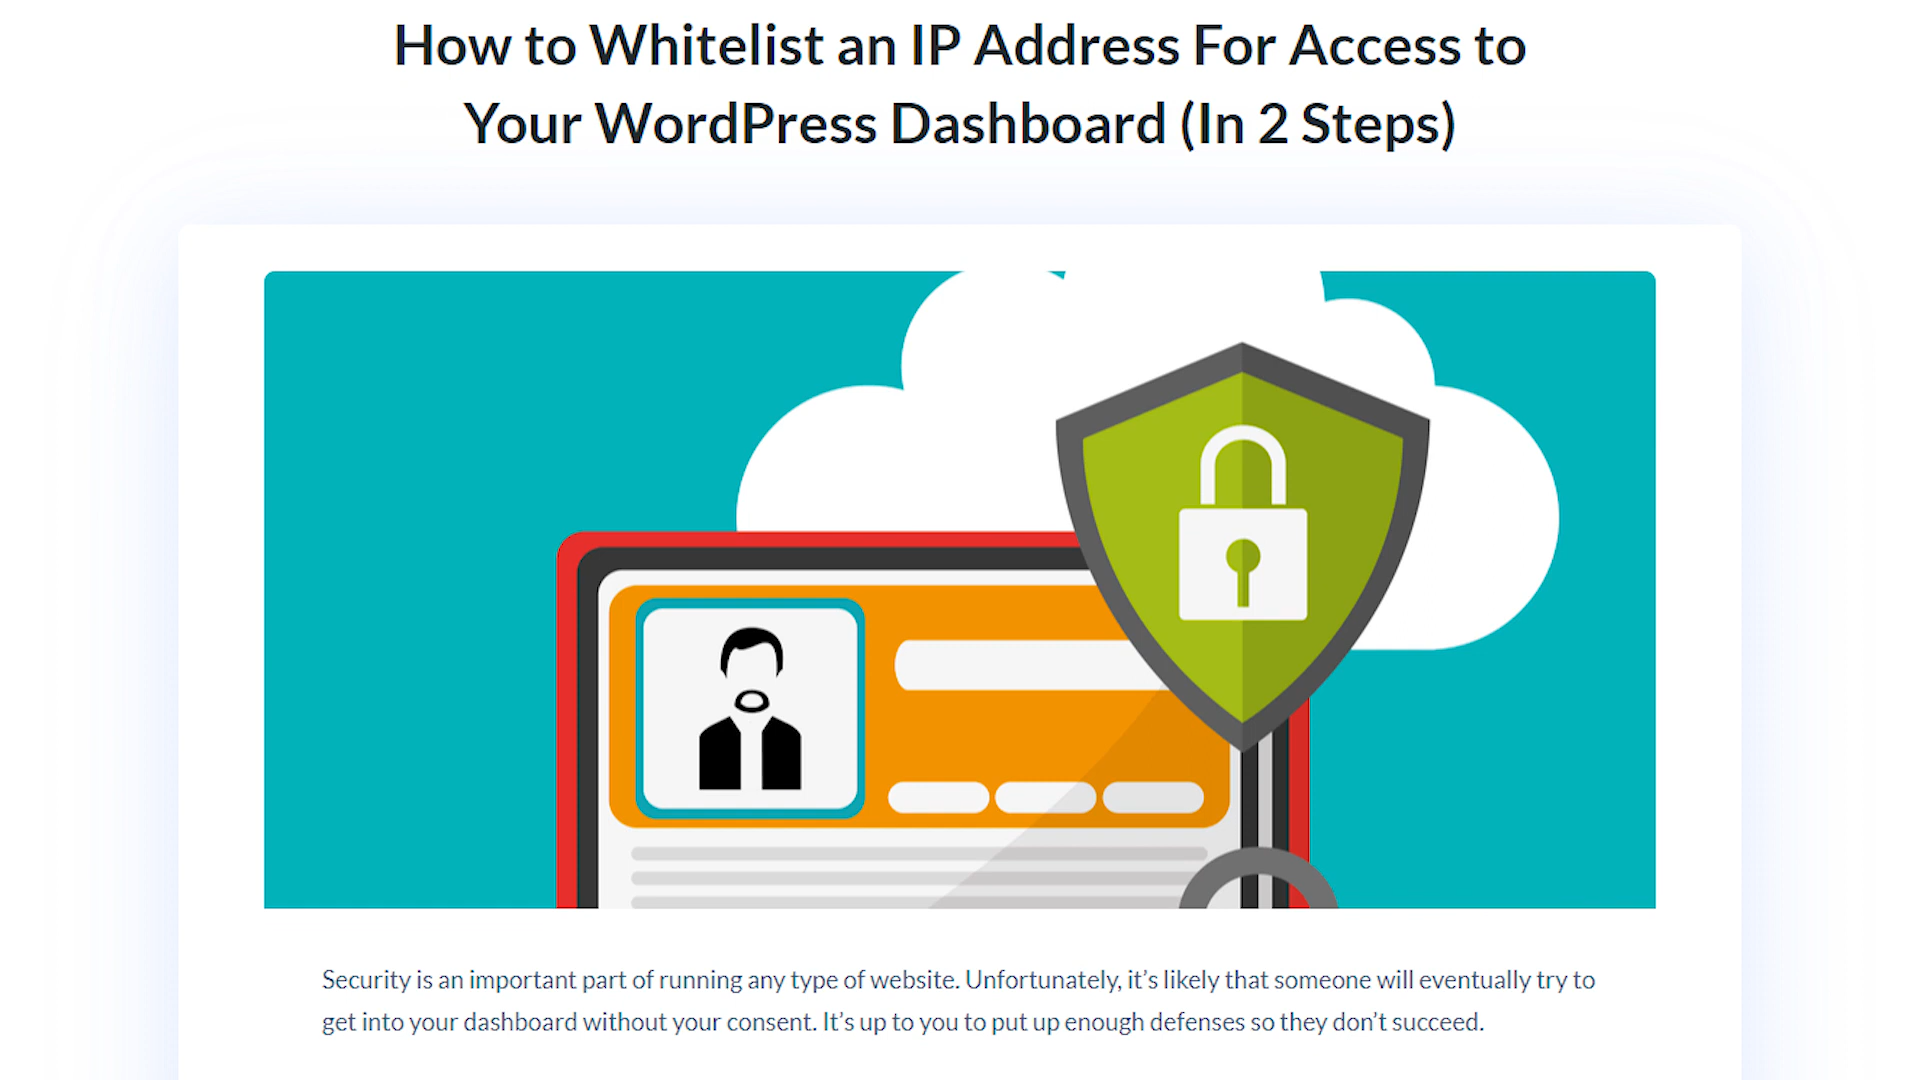 How to Whitelist an IP Address For Access to
Your WordPress Dashboard (In 2 Steps)
Security is an important part of running any type of website. Unfortunately, it’s likely that someone will eventually try to
get into your dashboard without your consent. It’s up to you to put up enough defenses so they don’t succeed.